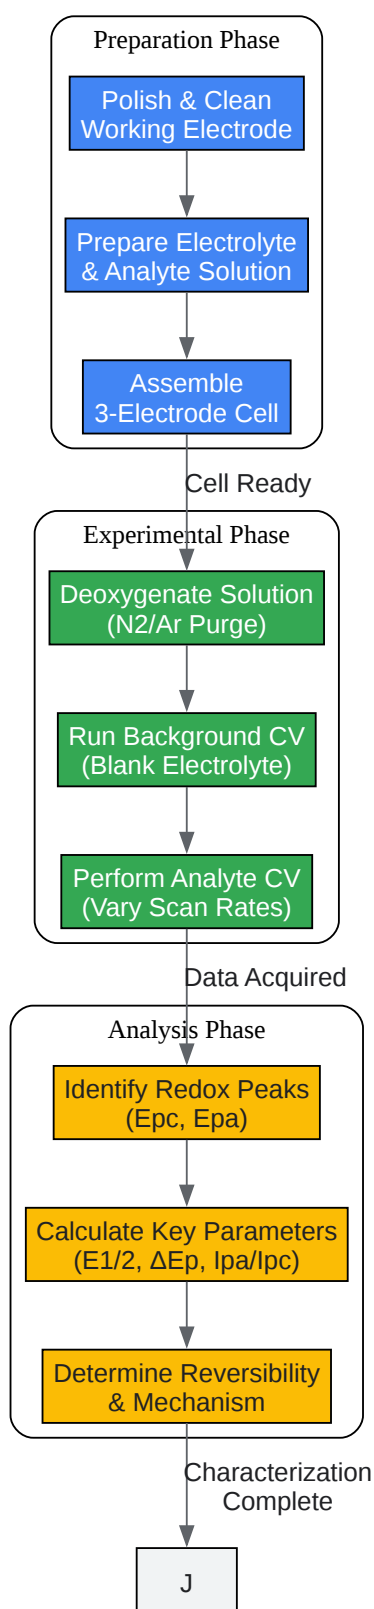 Preparation Phase
Polish & Clean
Working Electrode
Prepare Electrolyte
& Analyte Solution
Assemble
3-Electrode Cell
Cell Ready
Experimental Phase
Deoxygenate Solution
(N2/Ar Purge)
Run Background CV
(Blank Electrolyte)
Perform Analyte CV
(Vary Scan Rates)
Data Acquired
Analysis Phase
Identify Redox Peaks
(Epc, Epa)
Calculate Key Parameters
(E1/2, ΔEp, Ipa/Ipc)
Determine Reversibility
& Mechanism
Characterization
Complete
J